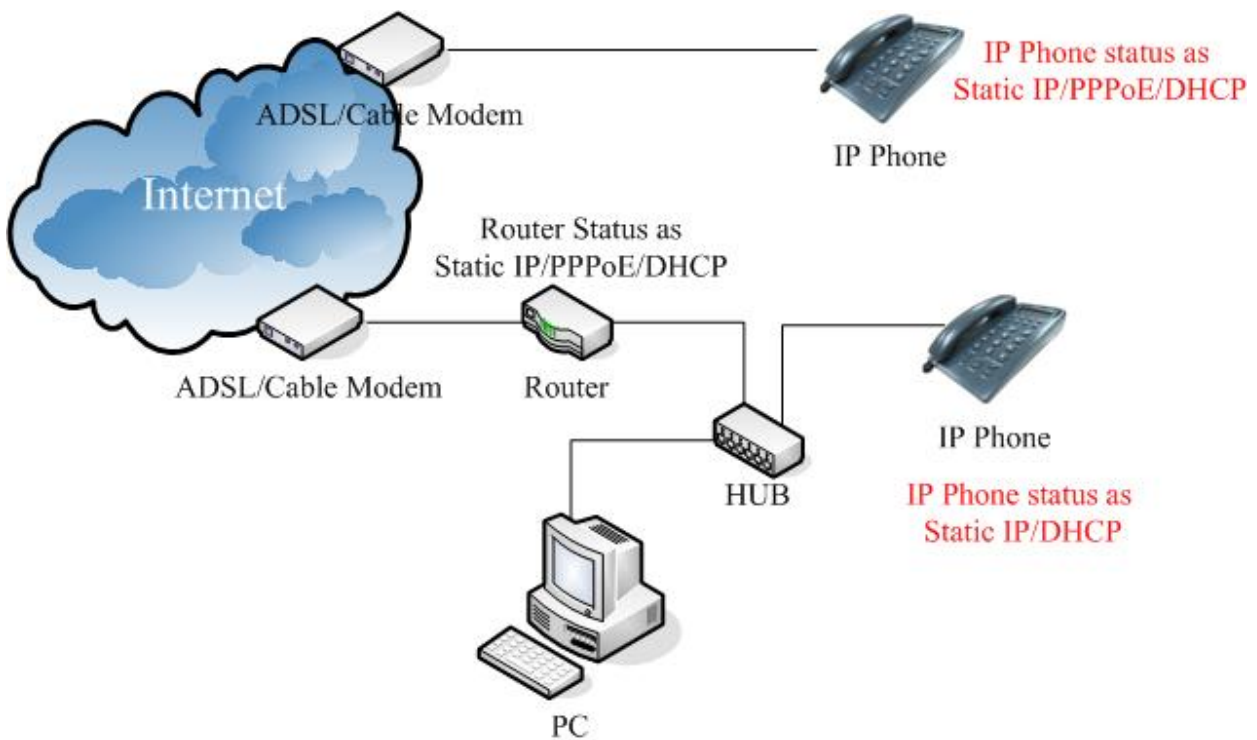 IP Phone status as
Static IP/PPPoE/DHCP
ADSL/Cable Modem
IP Phone
Internet
Router Status as
Static IP/PPPoE/DHCP
ADSL/Cable Modem
Router
IP Phone
HUB
IP Phone status as
Static IP/DHCP
PC